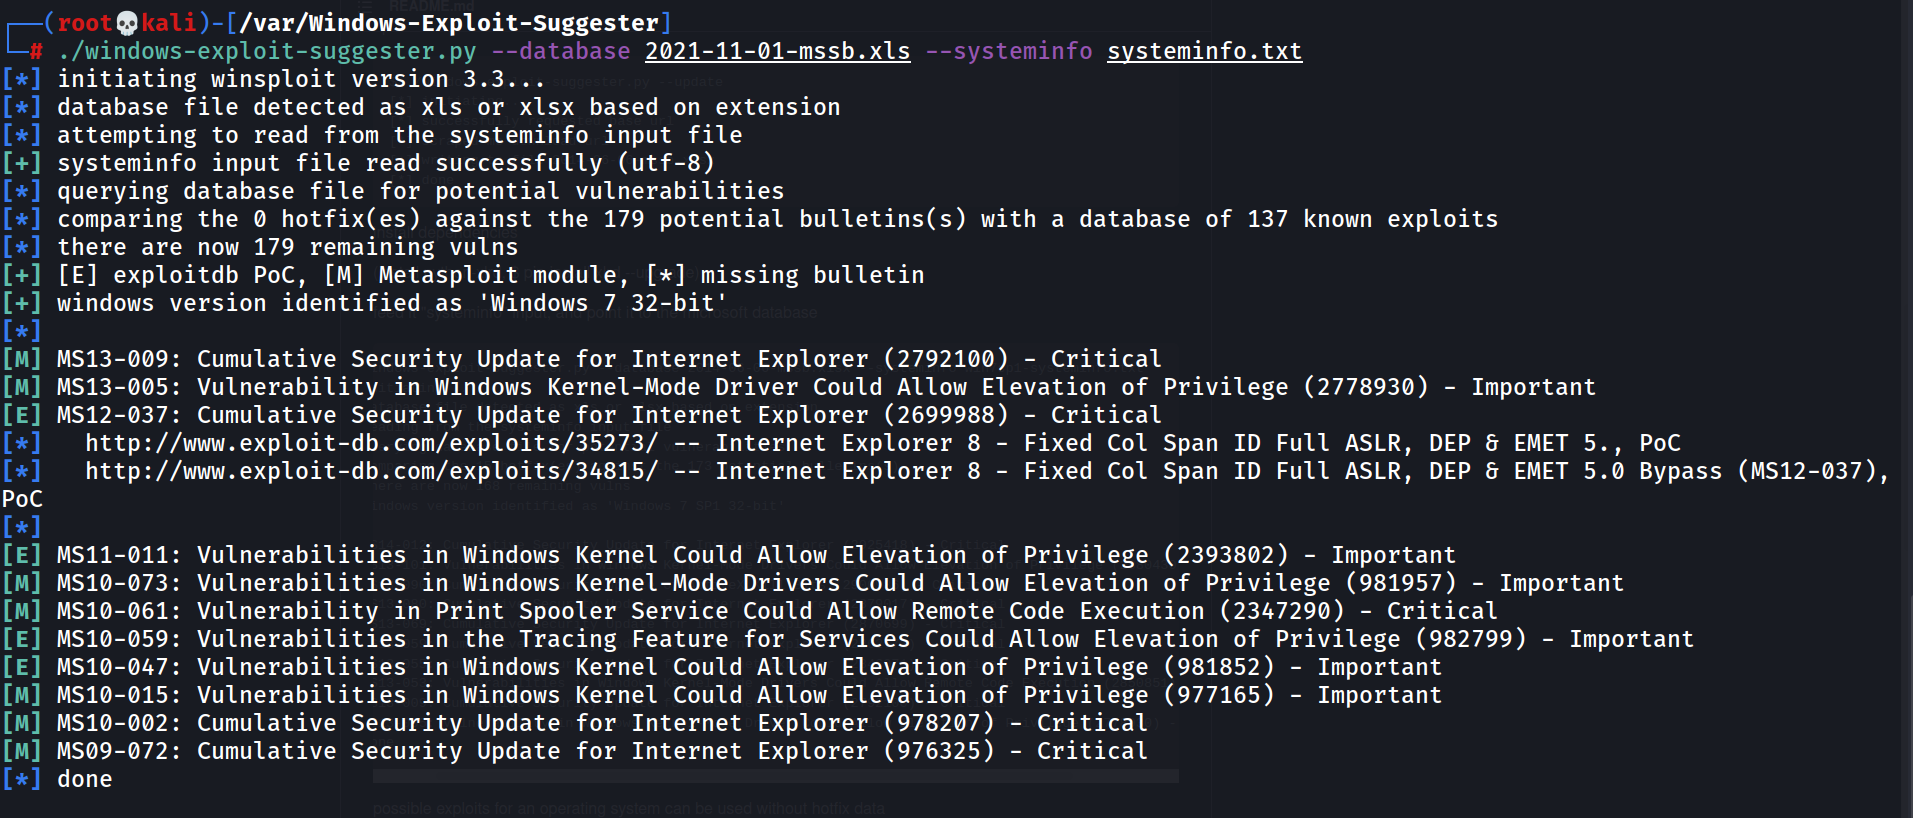 README.md
┌──(root💀kali)-[/var/Windows-Exploit-Suggester]
└─# ./windows-exploit-suggester.py --database 2021-11-01-mssb.xls --systeminfo systeminfo.txt
[*] initiating winsploit version 3.3...
[*] database file detected as xls or xlsx based on extension
[*] attempting to read from the systeminfo input file
[+] systeminfo input file read successfully (utf-8)
[*] querying database file for potential vulnerabilities
[*] comparing the 0 hotfix(es) against the 179 potential bulletins(s) with a database of 137 known exploits
[*] there are now 179 remaining vulns
[+] [E] exploitdb PoC, [M] Metasploit module, [*] missing bulletin
[+] windows version identified as 'Windows 7 32-bit'
[*]
[M] MS13-009: Cumulative Security Update for Internet Explorer (2792100) - Critical
[M] MS13-005: Vulnerability in Windows Kernel-Mode Driver Could Allow Elevation of Privilege (2778930) - Important
[E] MS12-037: Cumulative Security Update for Internet Explorer (2699988) - Critical
[*]   http://www.exploit-db.com/exploits/35273/ -- Internet Explorer 8 - Fixed Col Span ID Full ASLR, DEP & EMET 5., PoC
[*]   http://www.exploit-db.com/exploits/34815/ -- Internet Explorer 8 - Fixed Col Span ID Full ASLR, DEP & EMET 5.0 Bypass (MS12-037),
PoC
[*]
[E] MS11-011: Vulnerabilities in Windows Kernel Could Allow Elevation of Privilege (2393802) - Important
[M] MS10-073: Vulnerabilities in Windows Kernel-Mode Drivers Could Allow Elevation of Privilege (981957) - Important
[M] MS10-061: Vulnerability in Print Spooler Service Could Allow Remote Code Execution (2347290) - Critical
[E] MS10-059: Vulnerabilities in the Tracing Feature for Services Could Allow Elevation of Privilege (982799) - Important
[E] MS10-047: Vulnerabilities in Windows Kernel Could Allow Elevation of Privilege (981852) - Important
[M] MS10-015: Vulnerabilities in Windows Kernel Could Allow Elevation of Privilege (977165) - Important
[M] MS10-002: Cumulative Security Update for Internet Explorer (978207) - Critical
[M] MS09-072: Cumulative Security Update for Internet Explorer (976325) - Critical
[*] done
possible exploits for an operating system can be used without hotfix data